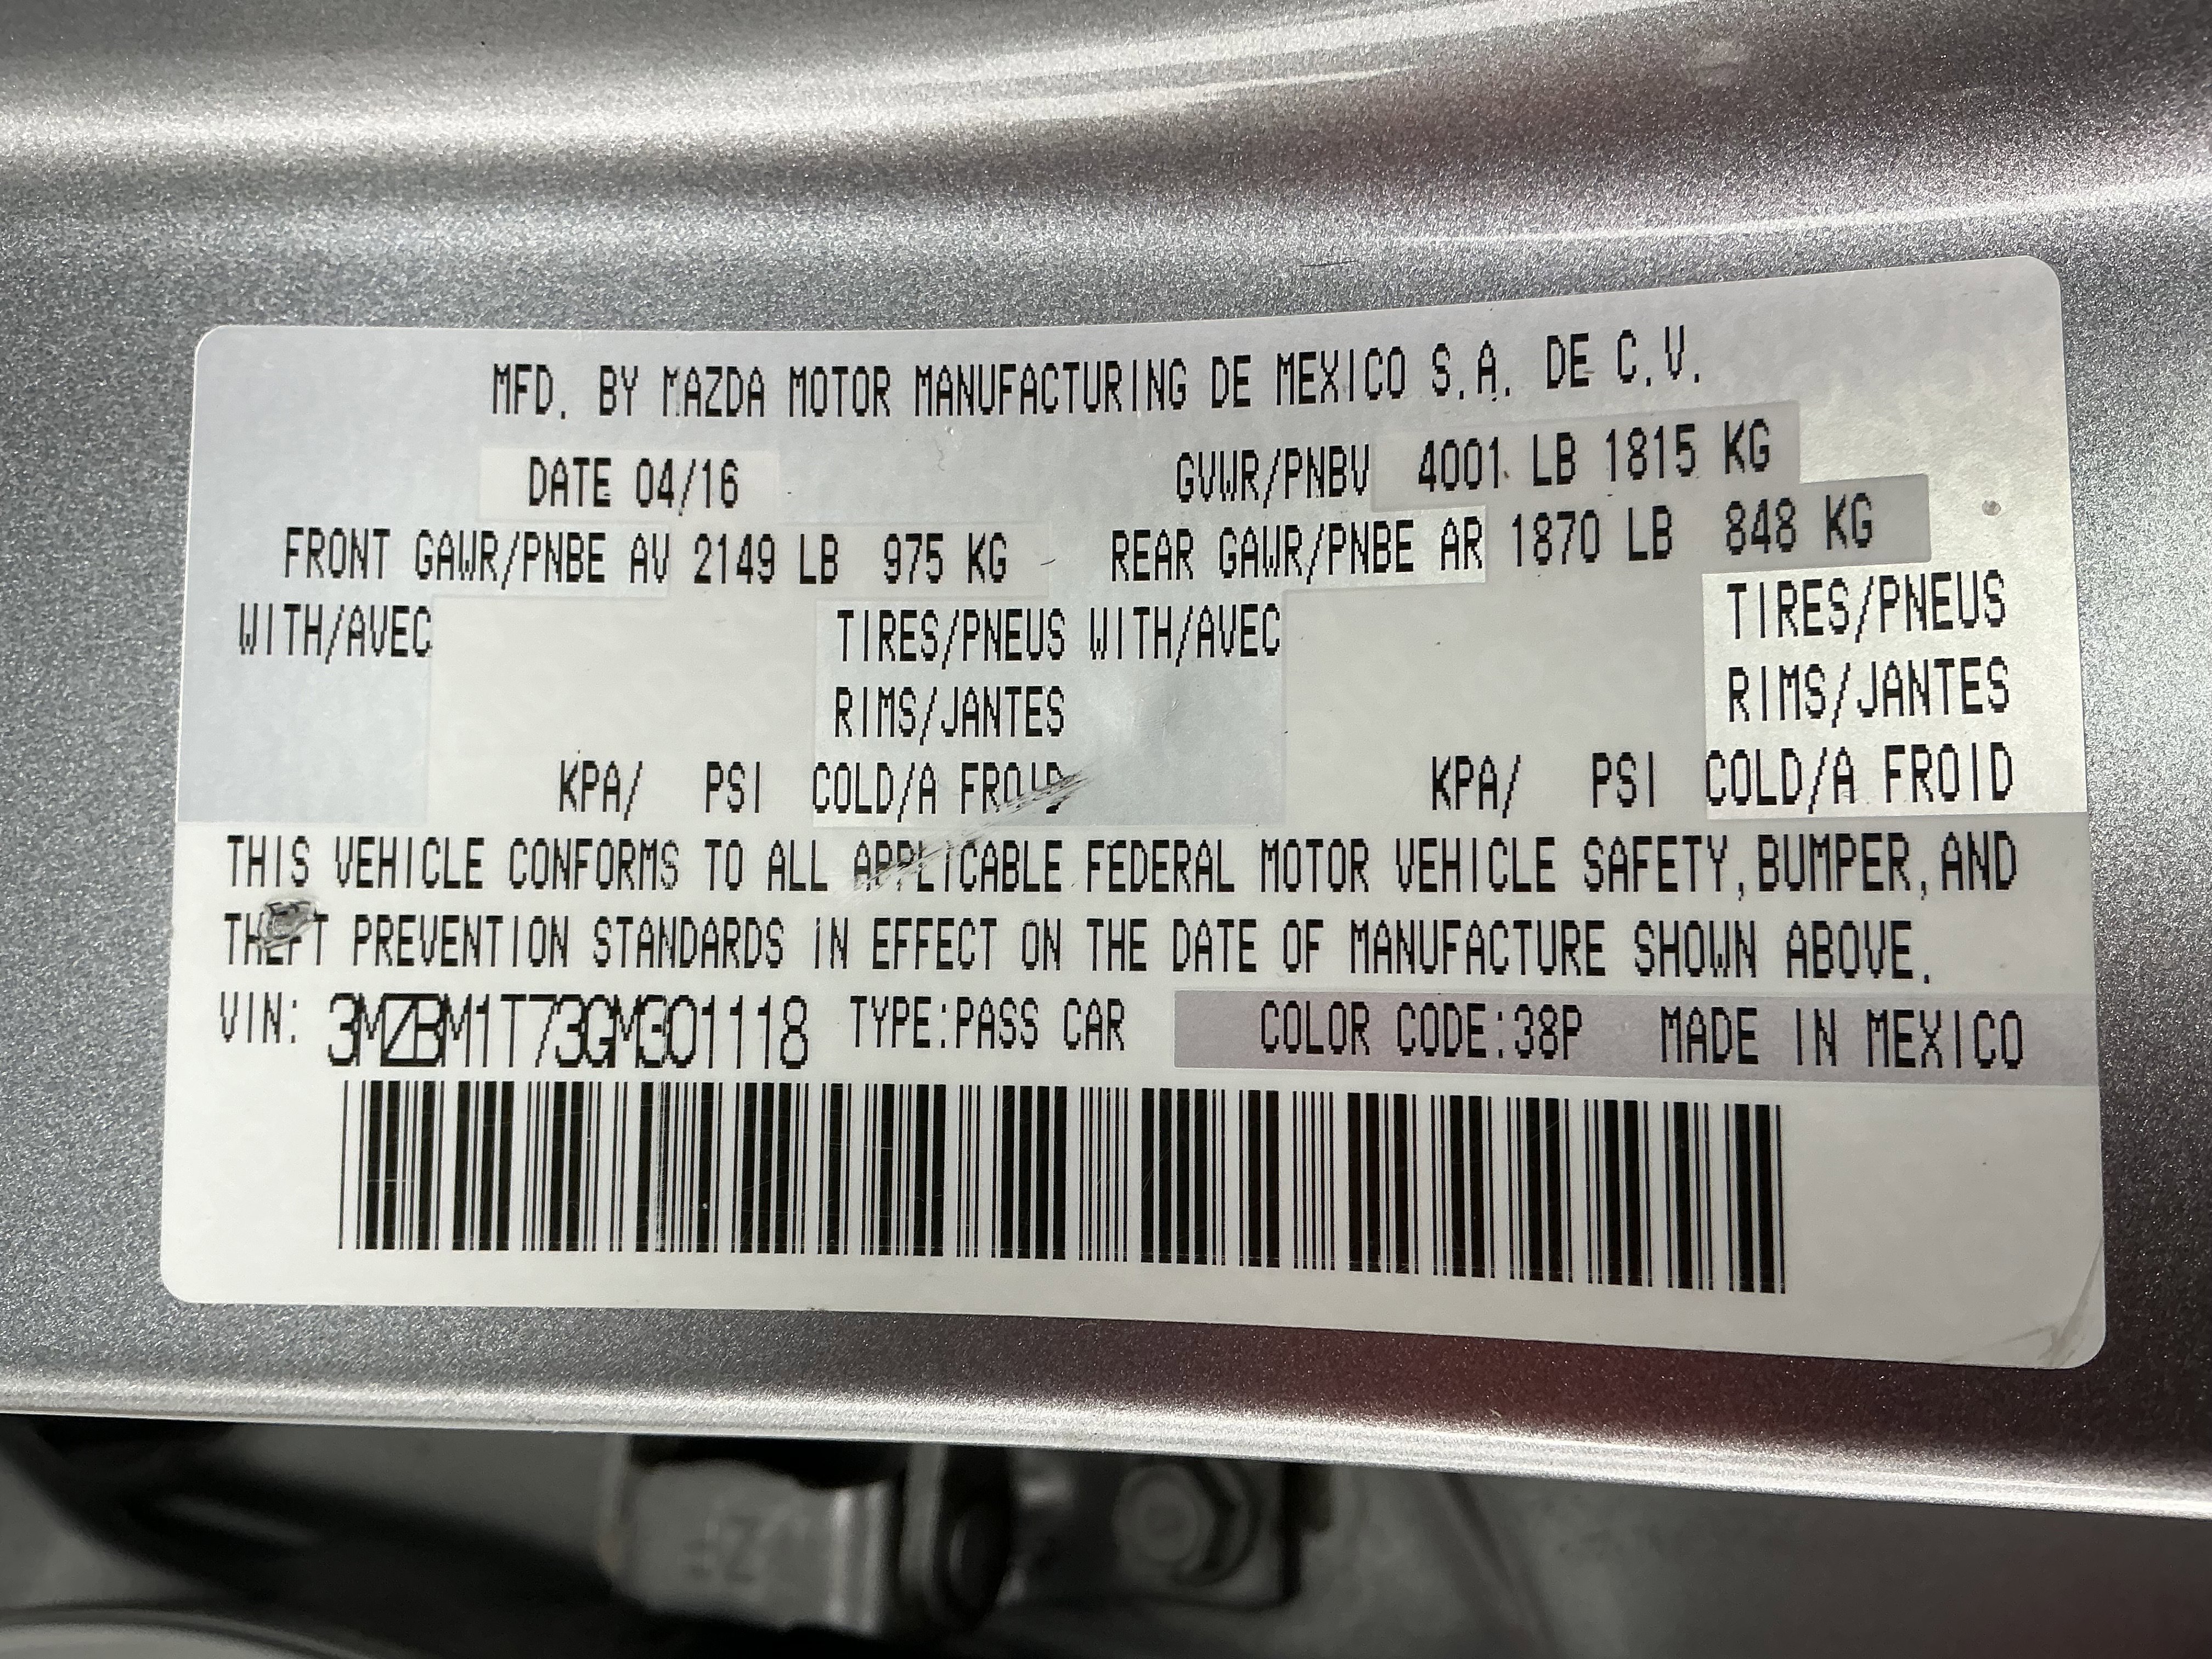 MFD. BY MAZDA MOTOR MANUFACTURING DE MEXICO S.A. DE C.V.
DATE 04/16 GVWR/PNBV 4001 LB 1815 KG
FRONT GAWR/PNBE AV 2149 LB 975 KG REAR GAWR/PNBE AR 1870 LB 848 KG
WITH/AVEC TIRES/PNEUS WITH/AVEC TIRES/PNEUS
RIMS/JANTES RIMS/JANTES
KPA/ PSI COLD/A FROID KPA/ PSI COLD/A FROID
THIS VEHICLE CONFORMS TO ALL APPLICABLE FEDERAL MOTOR VEHICLE SAFETY, BUMPER, AND
THEFT PREVENTION STANDARDS IN EFFECT ON THE DATE OF MANUFACTURE SHOWN ABOVE.
VIN: 3MZBM1T73GM301118 TYPE:PASS CAR COLOR CODE:38P MADE IN MEXICO